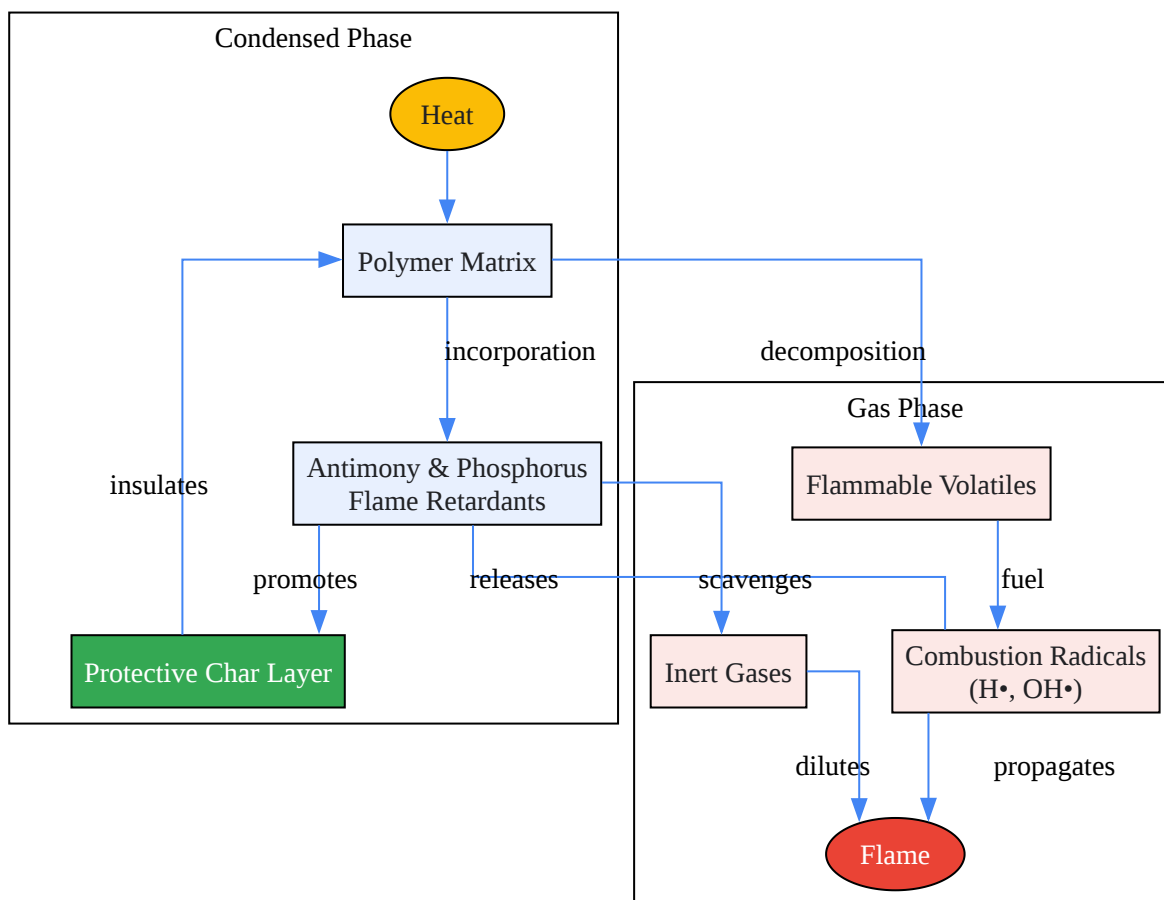 Condensed Phase
Heat
Polymer Matrix
incorporation
decomposition
Gas Phase
Antimony & Phosphorus
Flame Retardants
Flammable Volatiles
insulates
promotes
releases
scavenges
fuel
Protective Char Layer
Inert Gases
Combustion Radicals
(H•, OH•)
dilutes
propagates
Flame